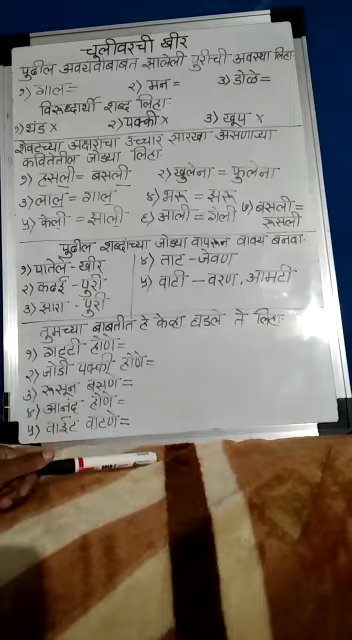 चूलीवरची खीर
पुढील अवयवांबाबत झालेली पुरीची अवस्था लिहा
१) गाल= २) मन = ३) डोळे=
विरुध्दार्थी शब्द लिहा
१) थंड × २) पक्की × ३) खूप ×
शेवटच्या अक्षराचा उच्चार सारखा असणाऱ्या
कवितेतील जोड्या लिहा
१) हसली= बसली २) खुलेना = फुलेना
३) लाल= गाल ४) भरू = सरू ७) बसली=
५) केली = झाली ६) आली= गेली रूसली
पुढील शब्दांच्या जोड्या वापरून वाक्य बनवा
१) पातेले- खीर ४) ताट - जेवण
२) कढई - पुरी ५) वाटी - वरण, आमटी
३) झारा - पुरी
तुमच्या बाबतीत हे केव्हा घडले ते लिहा
१) गट्टी होणे=
२) जोडी पक्की होणे=
३) रूसून बसणे=
४) आनंद होणे=
५) वाईट वाटणे=